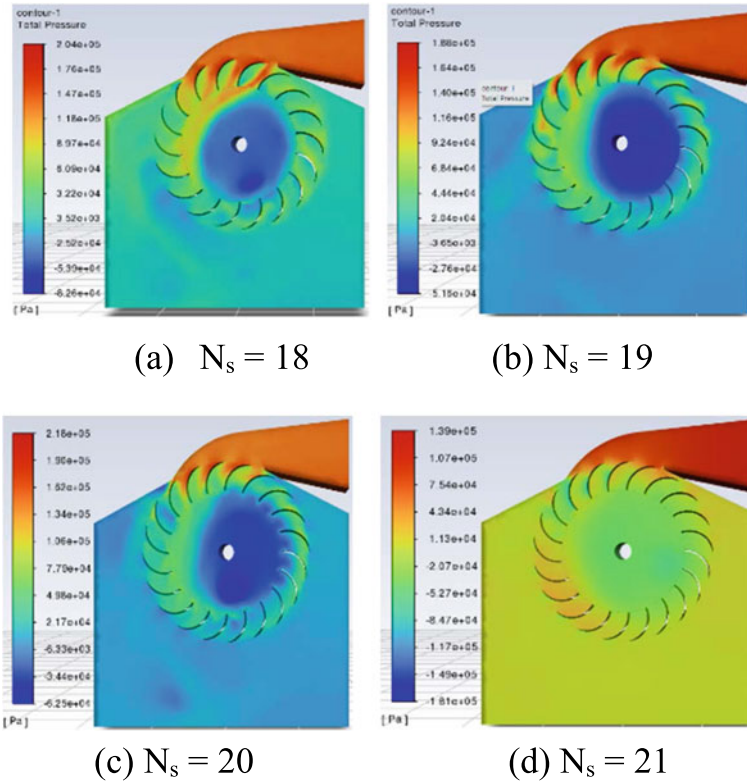 contour-1
Total Pressure
2.04e+05
1.76e+05
1.47e+05
1.18e+05
8.97e+04
6.09e+04
3.22e+04
3.52e+03
-2.52e+04
-5.39e+04
-8.26e+04
[ Pa ]
(a) Ns = 18
contour-1
Total Pressure
1.88e+05
1.64e+05
1.40e+05
1.16e+05
9.24e+04
6.84e+04
4.44e+04
2.04e+04
-3.65e+03
-2.76e+04
5.15e+04
[ Pa ]
contour 1
Total Pressure
(b) Ns = 19
2.18e+05
1.90e+05
1.62e+05
1.34e+05
1.06e+05
7.79e+04
4.98e+04
2.17e+04
-6.33e+03
-3.44e+04
-6.25e+04
[ Pa ]
(c) Ns = 20
1.39e+05
1.07e+05
7.54e+04
4.34e+04
1.13e+04
-2.07e+04
-5.27e+04
-8.47e+04
-1.17e+05
-1.49e+05
-1.81e+05
[ Pa ]
(d) Ns = 21